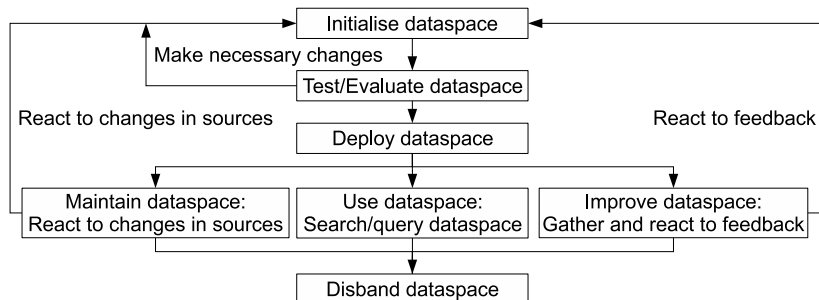 Initialise dataspace
Make necessary changes
Test/Evaluate dataspace
React to changes in sources
React to feedback
Deploy dataspace
Maintain dataspace:
React to changes in sources
Use dataspace:
Search/query dataspace
Improve dataspace:
Gather and react to feedback
Disband dataspace